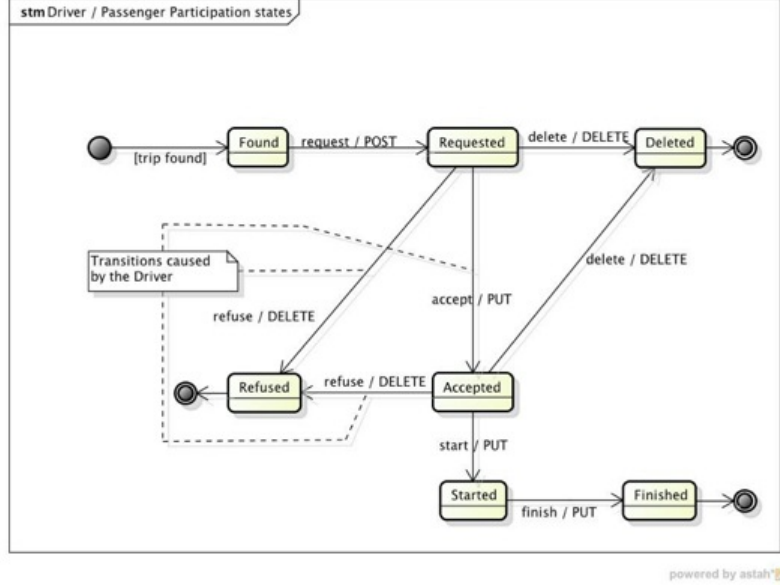 stm Driver / Passenger Participation states
Found
request / POST
Requested
delete / DELETE
Deleted
[trip found]
Transitions caused
by the Driver
delete / DELETE
accept / PUT
refuse / DELETE
Refused
refuse / DELETE
Accepted
start / PUT
Started
finish / PUT
Finished
powered by astah*